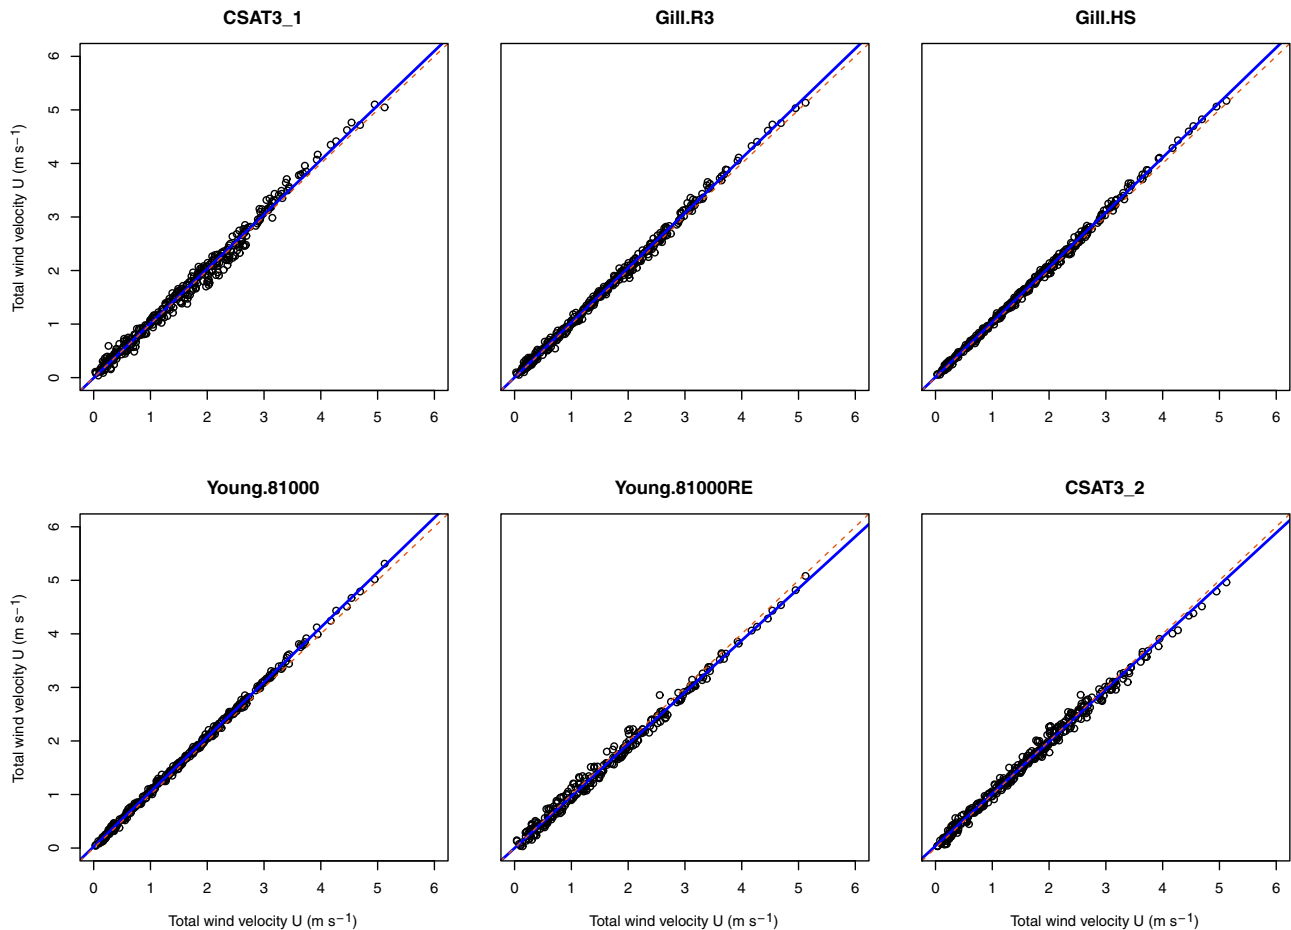 CSAT3_1 Gill.R3 Gill.HS
Total wind velocity U (m s−1)
6
5
4
3
2
1
0
0 1 2 3 4 5 6 0 1 2 3 4 5 6 0 1 2 3 4 5 6
Young.81000 Young.81000RE CSAT3_2
Total wind velocity U (m s−1)
6
5
4
3
2
1
0
0 1 2 3 4 5 6 0 1 2 3 4 5 6 0 1 2 3 4 5 6
Total wind velocity U (m s−1) Total wind velocity U (m s−1) Total wind velocity U (m s−1)